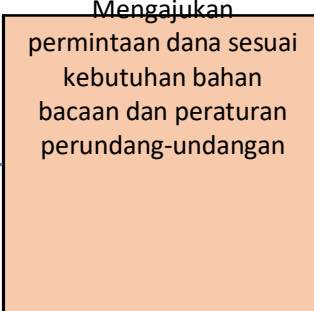 Mengajukan
permintaan dana sesuai
kebutuhan bahan
bacaan dan peraturan
perundang-undangan